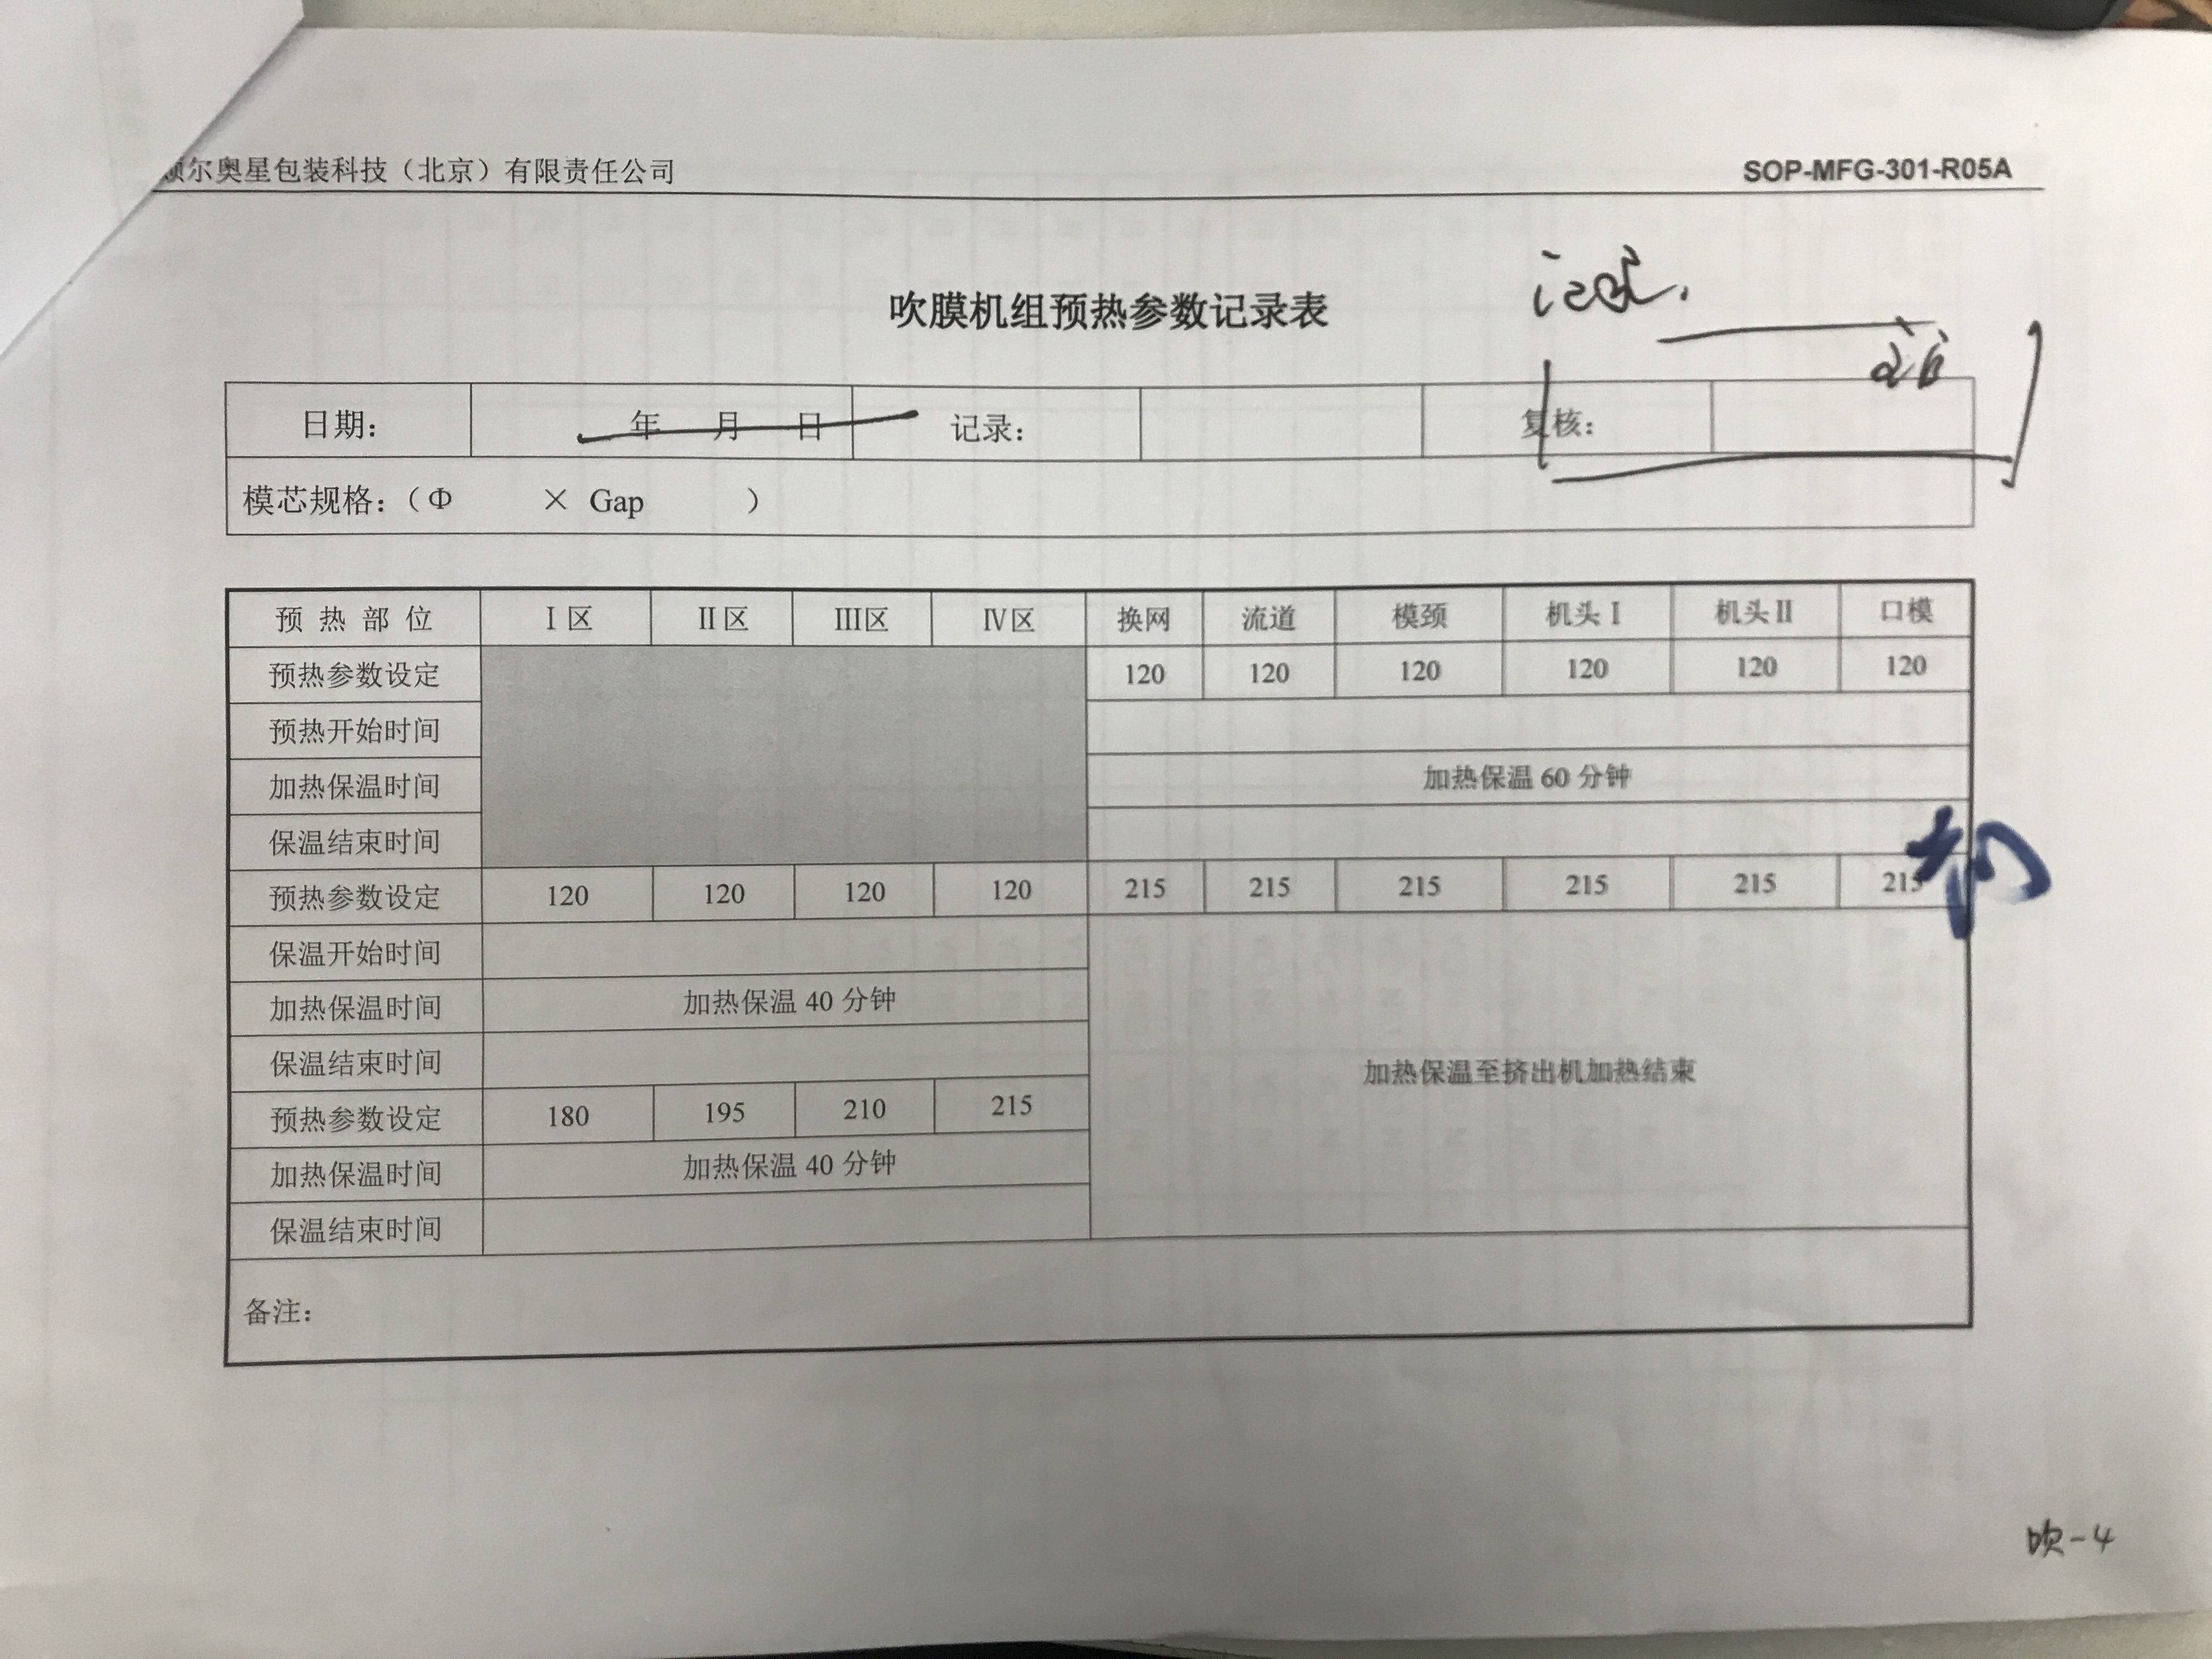 尔奥星包装科技（北京）有限责任公司 SOP-MFG-301-R05A
吹膜机组预热参数记录表
日期： 年 月 日 记录： 复核：
模芯规格：（Φ × Gap ）
预热部位 Ⅰ区 Ⅱ区 Ⅲ区 Ⅳ区 换网 流道 模颈 机头Ⅰ 机头Ⅱ 口模
预热参数设定 120 120 120 120 120 120
预热开始时间
加热保温时间 加热保温 60 分钟
保温结束时间
预热参数设定 120 120 120 120 215 215 215 215 215 215
保温开始时间
加热保温时间 加热保温 40 分钟
保温结束时间
加热保温至挤出机加热结束
预热参数设定 180 195 210 215
加热保温时间 加热保温 40 分钟
保温结束时间
备注：
吹-4